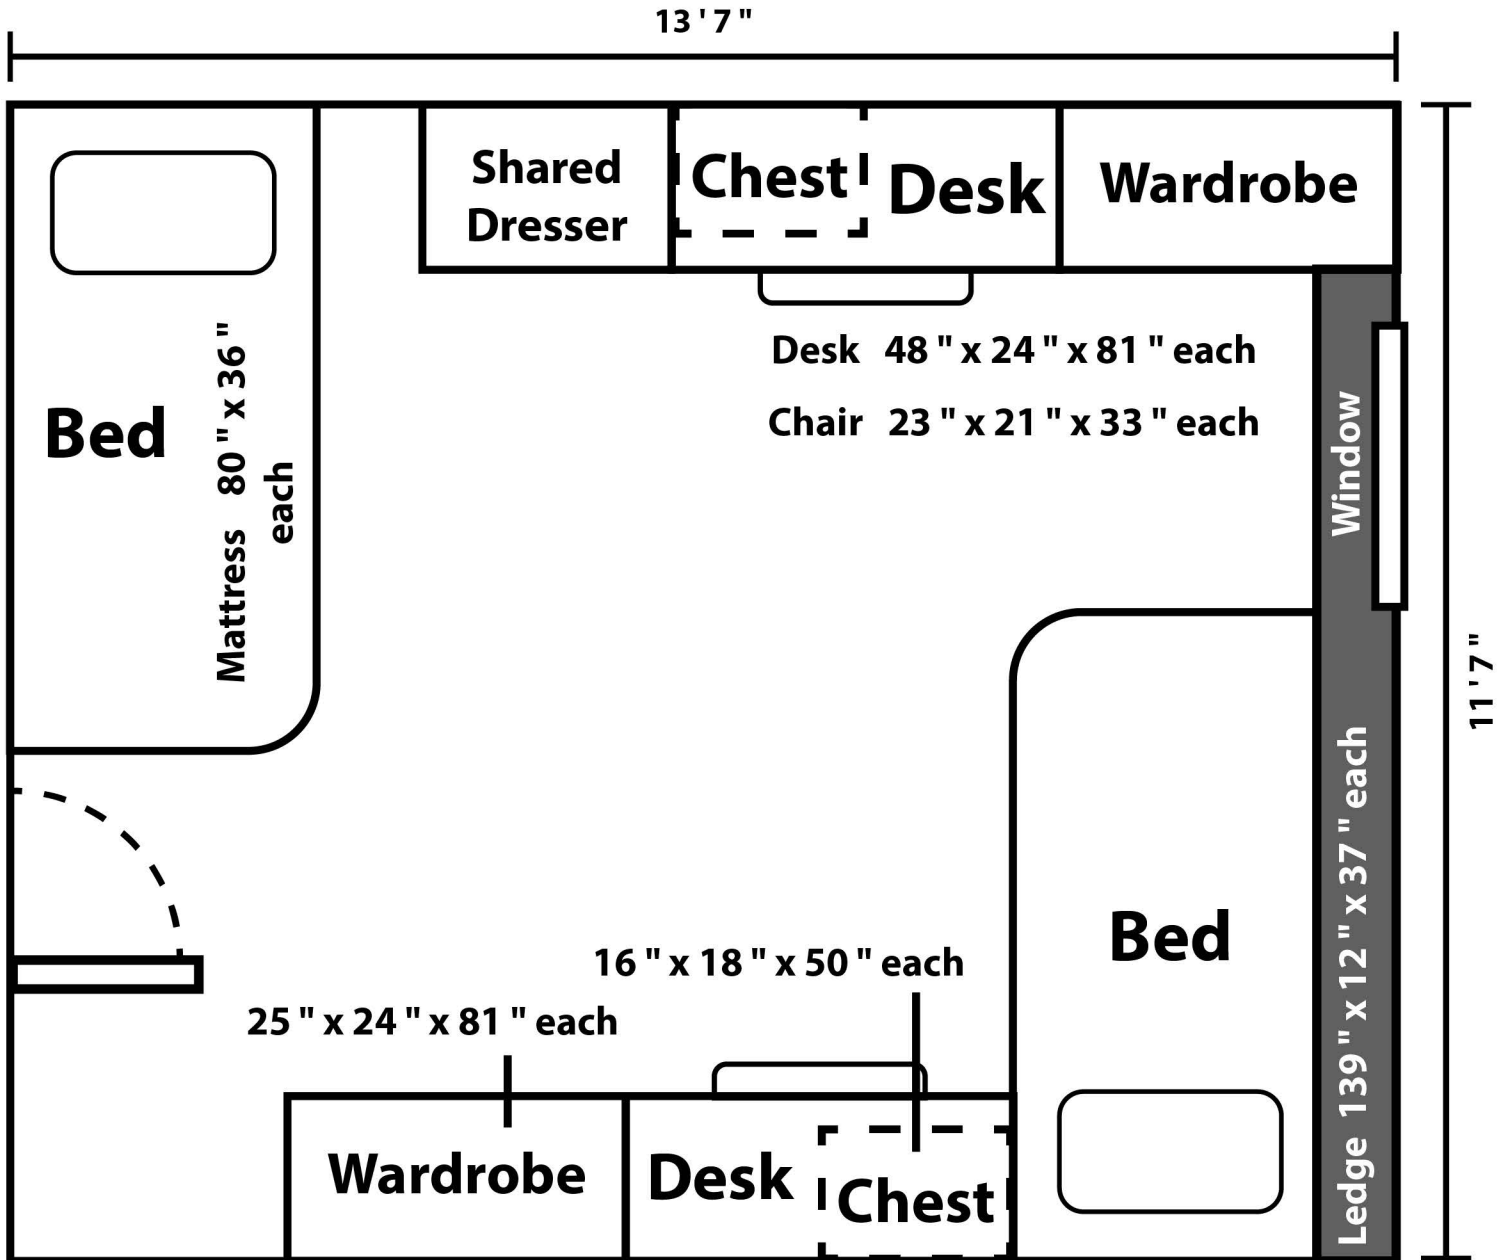 13 ' 7 "
Shared
Dresser
Chest
Desk
Wardrobe
Desk 48 " x 24 " x 81 " each
Chair 23 " x 21 " x 33 " each
Bed
Mattress 80 " x 36 "
each
Window
11 ' 7 "
Ledge 139 " x 12 " x 37 " each
Bed
16 " x 18 " x 50 " each
25 " x 24 " x 81 " each
Wardrobe
Desk
Chest